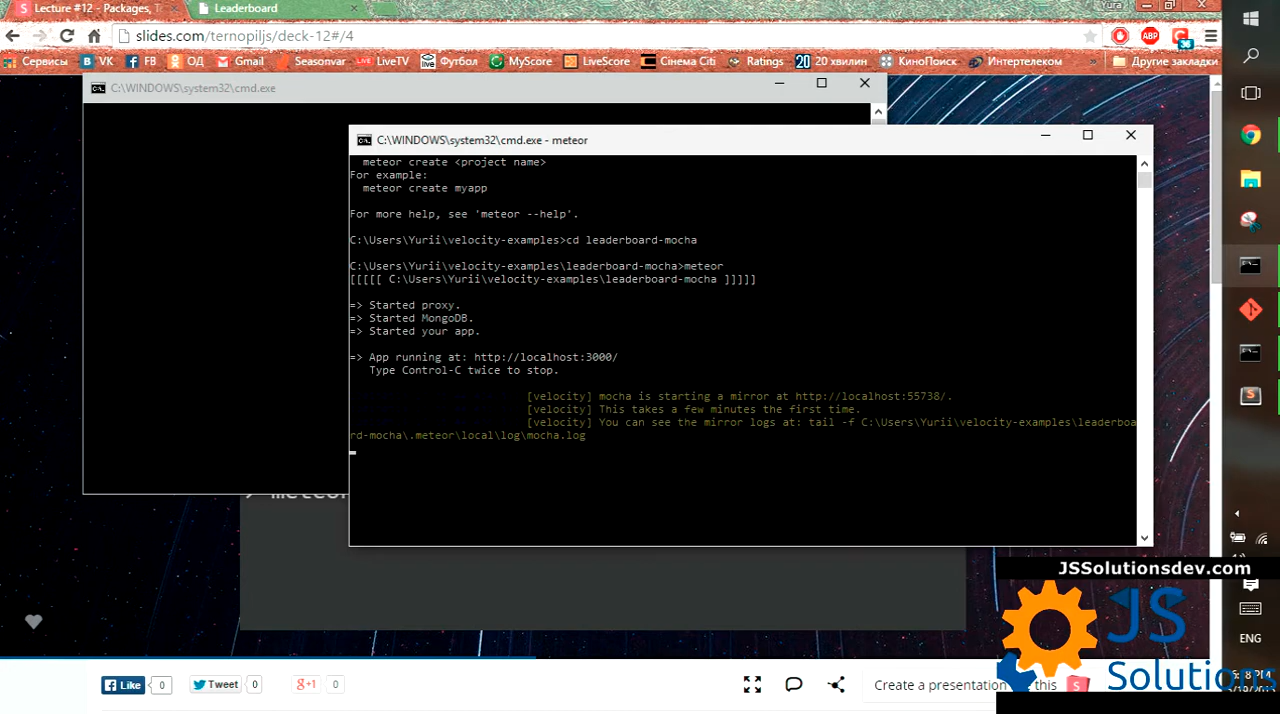 Lecture #12 - Packages, T
Leaderboard
Yura
slides.com/ternopiljs/deck-12#/4
ABP
36
Сервисы
VK
FB
ОД
Gmail
Seasonvar
LIVE LiveTV
live Футбол
MyScore
LiveScore
Сінема Citi
Ratings
20 20 хвилин
КиноПоиск
Интертелеком
»
Другие закладки
C:\WINDOWS\system32\cmd.exe
C:\WINDOWS\system32\cmd.exe - meteor
meteor create <project name>
For example:
meteor create myapp
For more help, see 'meteor --help'.
C:\Users\Yurii\velocity-examples>cd leaderboard-mocha
C:\Users\Yurii\velocity-examples\leaderboard-mocha>meteor
[[[[[ C:\Users\Yurii\velocity-examples\leaderboard-mocha ]]]]]
=> Started proxy.
=> Started MongoDB.
=> Started your app.
=> App running at: http://localhost:3000/
Type Control-C twice to stop.
[velocity] mocha is starting a mirror at http://localhost:55738/.
[velocity] This takes a few minutes the first time.
[velocity] You can see the mirror logs at: tail -f C:\Users\Yurii\velocity-examples\leaderboa
rd-mocha\.meteor\local\log\mocha.log
> meteor
JSSolutionsdev.com
JS
Solutions
ENG
Like 0
Tweet 0
g+1 0
Create a presentation
this
S